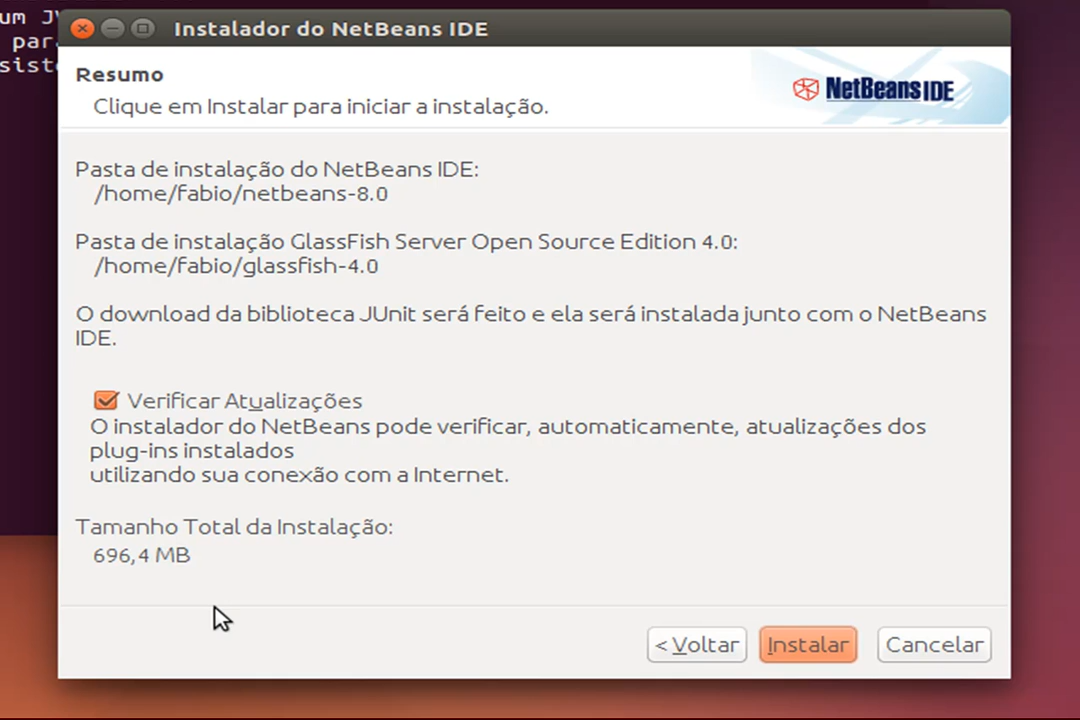 um J
Instalador do NetBeans IDE
par
sist
Resumo
Clique em Instalar para iniciar a instalação.
NetBeans IDE
Pasta de instalação do NetBeans IDE:
/home/fabio/netbeans-8.0
Pasta de instalação GlassFish Server Open Source Edition 4.0:
/home/fabio/glassfish-4.0
O download da biblioteca JUnit será feito e ela será instalada junto com o NetBeans
IDE.
Verificar Atualizações
O instalador do NetBeans pode verificar, automaticamente, atualizações dos
plug-ins instalados
utilizando sua conexão com a Internet.
Tamanho Total da Instalação:
696,4 MB
< Voltar
Instalar
Cancelar